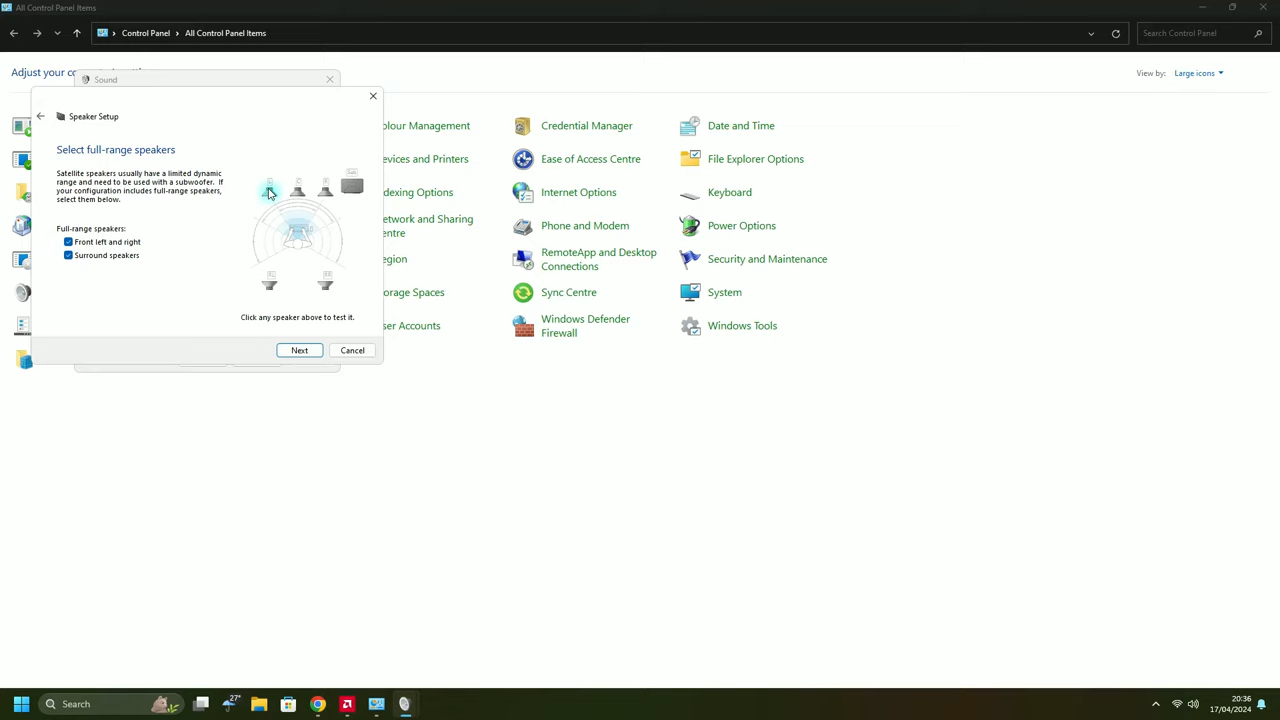 All Control Panel Items
Control Panel
All Control Panel Items
Search Control Panel
Adjust your co
View by:
Large icons
Sound
Speaker Setup
Select full-range speakers
Satellite speakers usually have a limited dynamic
range and need to be used with a subwoofer. If
your configuration includes full-range speakers,
select them below.
Full-range speakers:
Front left and right
Surround speakers
Click any speaker above to test it.
Next
Cancel
olour Management
Credential Manager
Date and Time
evices and Printers
Ease of Access Centre
File Explorer Options
dexing Options
Internet Options
Keyboard
etwork and Sharing
entre
Phone and Modem
Power Options
egion
RemoteApp and Desktop
Connections
Security and Maintenance
orage Spaces
Sync Centre
System
ser Accounts
Windows Defender
Firewall
Windows Tools
Search
27°
20:36
17/04/2024